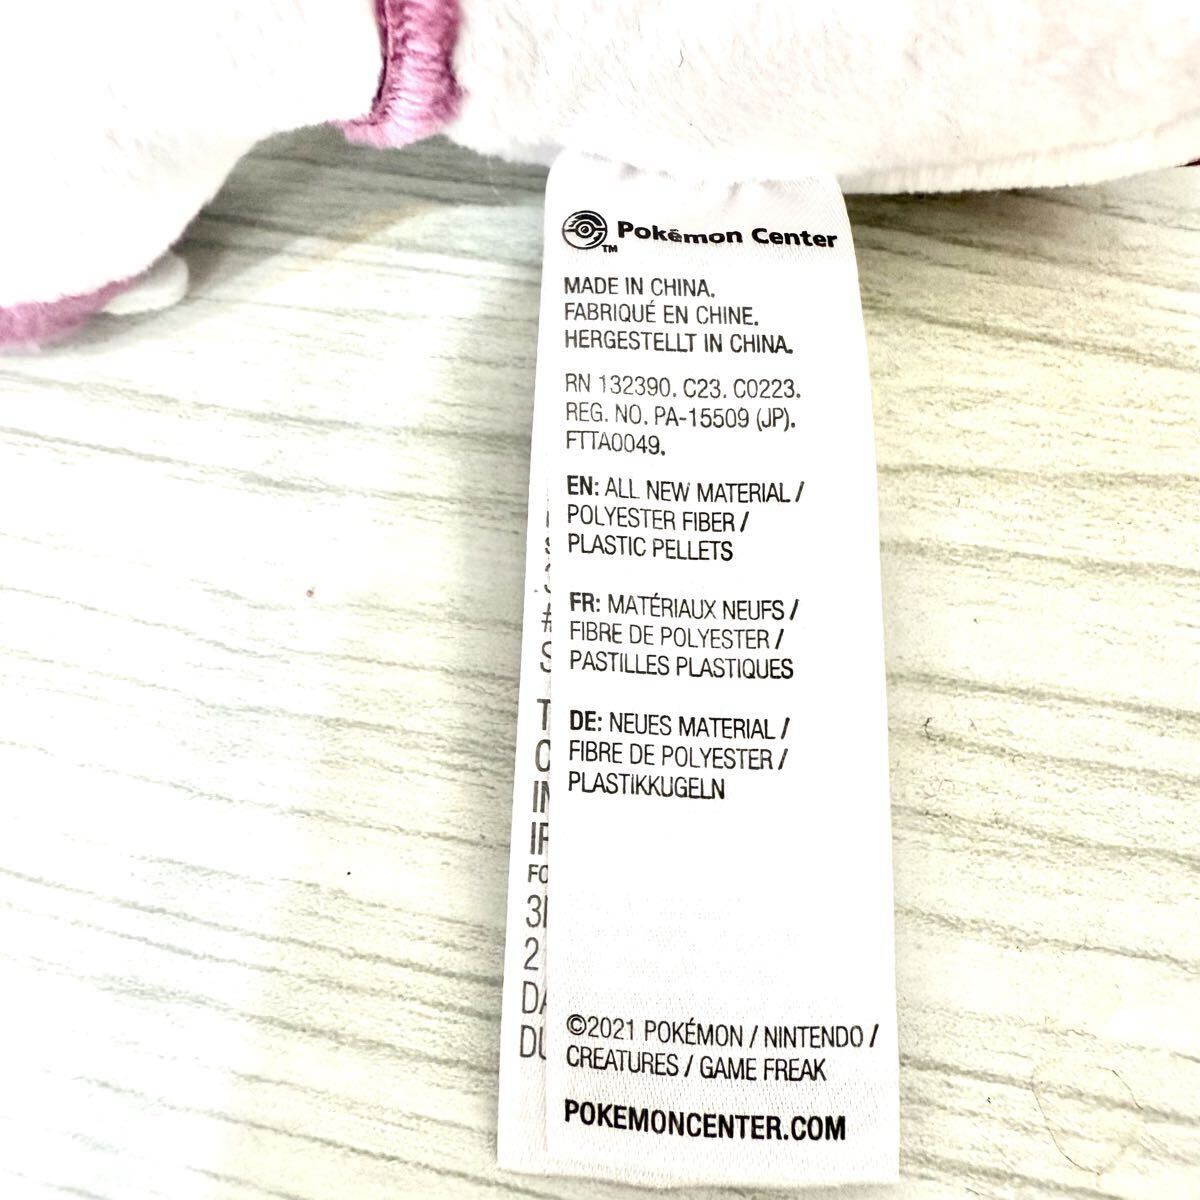 Pokémon Center
TM
MADE IN CHINA.
FABRIQUÉ EN CHINE.
HERGESTELLT IN CHINA.
RN 132390. C23. C0223.
REG. NO. PA-15509 (JP).
FTTA0049.
EN: ALL NEW MATERIAL /
POLYESTER FIBER /
PLASTIC PELLETS
FR: MATÉRIAUX NEUFS /
FIBRE DE POLYESTER /
PASTILLES PLASTIQUES
DE: NEUES MATERIAL /
FIBRE DE POLYESTER /
PLASTIKKUGELN
©2021 POKÉMON / NINTENDO /
CREATURES / GAME FREAK
POKEMONCENTER.COM